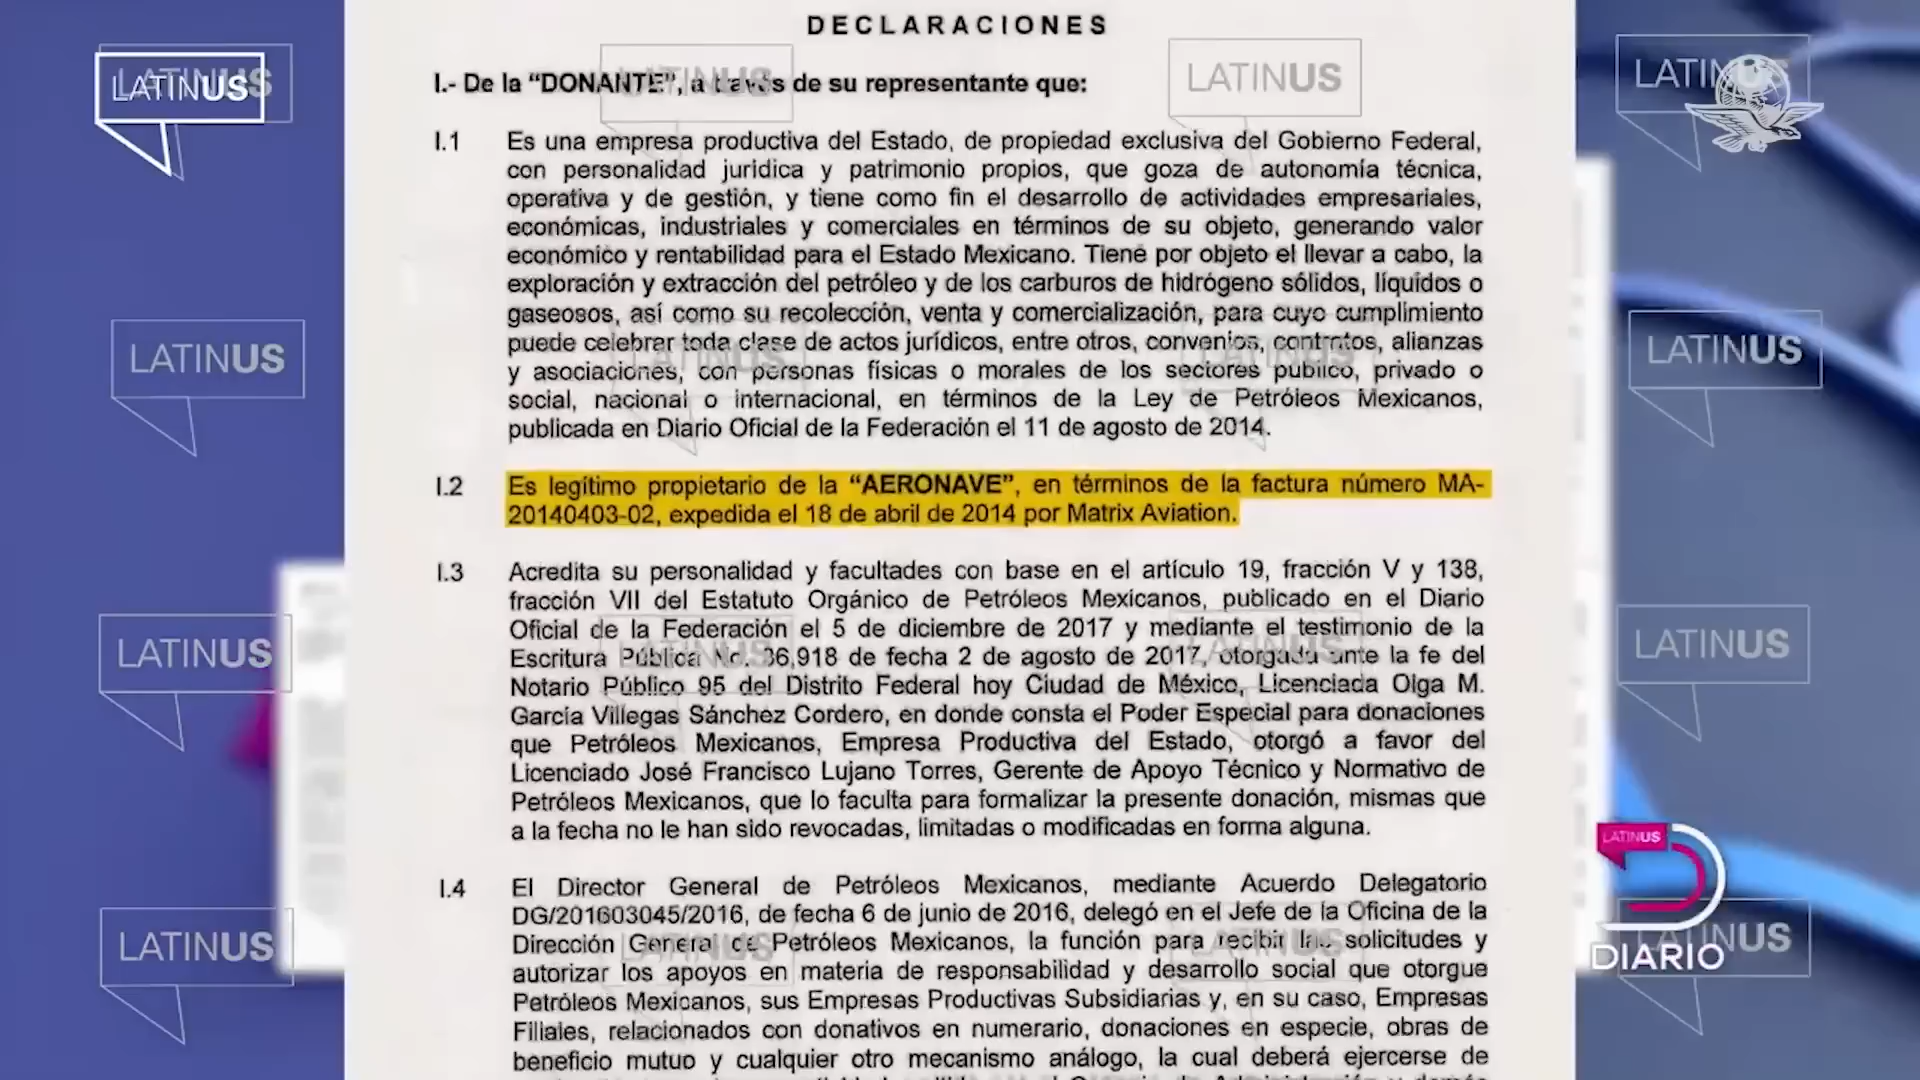 DECLARACIONES
I.- De la “DONANTE”, a través de su representante que:
I.1 Es una empresa productiva del Estado, de propiedad exclusiva del Gobierno Federal,
con personalidad jurídica y patrimonio propios, que goza de autonomía técnica,
operativa y de gestión, y tiene como fin el desarrollo de actividades empresariales,
económicas, industriales y comerciales en términos de su objeto, generando valor
económico y rentabilidad para el Estado Mexicano. Tiene por objeto el llevar a cabo, la
exploración y extracción del petróleo y de los carburos de hidrógeno sólidos, líquidos o
gaseosos, así como su recolección, venta y comercialización, para cuyo cumplimiento
puede celebrar toda clase de actos jurídicos, entre otros, convenios, contratos, alianzas
y asociaciones, con personas físicas o morales de los sectores público, privado o
social, nacional o internacional, en términos de la Ley de Petróleos Mexicanos,
publicada en Diario Oficial de la Federación el 11 de agosto de 2014.
I.2 Es legítimo propietario de la “AERONAVE”, en términos de la factura número MA-
20140403-02, expedida el 18 de abril de 2014 por Matrix Aviation.
I.3 Acredita su personalidad y facultades con base en el artículo 19, fracción V y 138,
fracción VII del Estatuto Orgánico de Petróleos Mexicanos, publicado en el Diario
Oficial de la Federación el 5 de diciembre de 2017 y mediante el testimonio de la
Escritura Pública No. 36,918 de fecha 2 de agosto de 2017, otorgada ante la fe del
Notario Público 95 del Distrito Federal hoy Ciudad de México, Licenciada Olga M.
García Villegas Sánchez Cordero, en donde consta el Poder Especial para donaciones
que Petróleos Mexicanos, Empresa Productiva del Estado, otorgó a favor del
Licenciado José Francisco Lujano Torres, Gerente de Apoyo Técnico y Normativo de
Petróleos Mexicanos, que lo faculta para formalizar la presente donación, mismas que
a la fecha no le han sido revocadas, limitadas o modificadas en forma alguna.
I.4 El Director General de Petróleos Mexicanos, mediante Acuerdo Delegatorio
DG/201603045/2016, de fecha 6 de junio de 2016, delegó en el Jefe de la Oficina de la
Dirección General de Petróleos Mexicanos, la función para recibir las solicitudes y
autorizar los apoyos en materia de responsabilidad y desarrollo social que otorgue
Petróleos Mexicanos, sus Empresas Productivas Subsidiarias y, en su caso, Empresas
Filiales, relacionados con donativos en numerario, donaciones en especie, obras de
beneficio mutuo y cualquier otro mecanismo análogo, la cual deberá ejercerse de
LATINUS
LATINUS
LATINUS
LATINUS
LATINUS
LATINUS
LATINUS
LATINUS
LATINUS
LATINUS
DIARIO
LATINUS